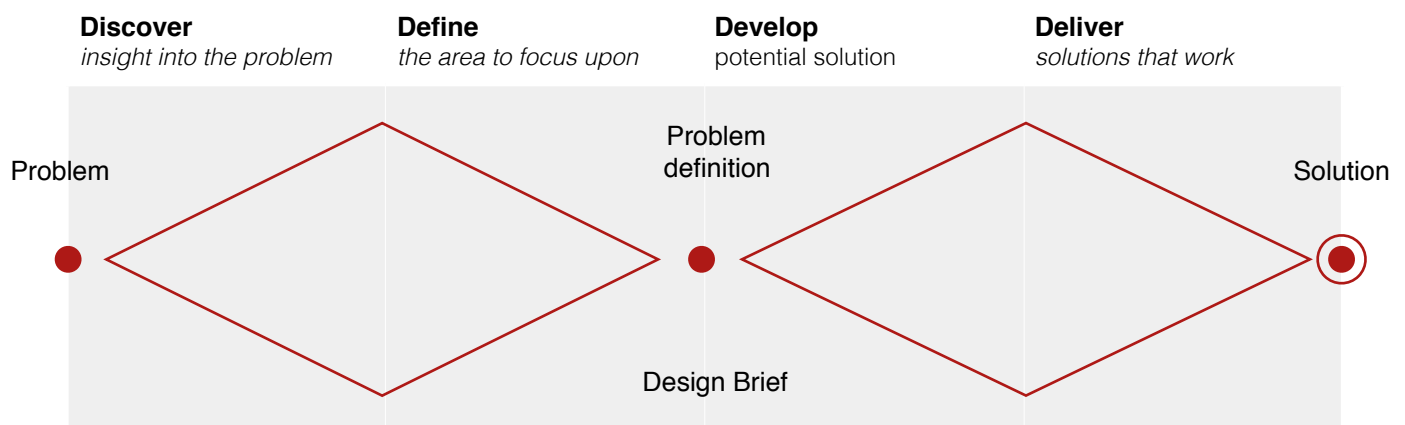 Discover
insight into the problem
Define
the area to focus upon
Develop
potential solution
Deliver
solutions that work
Problem
Problem
definition
Solution
Design Brief